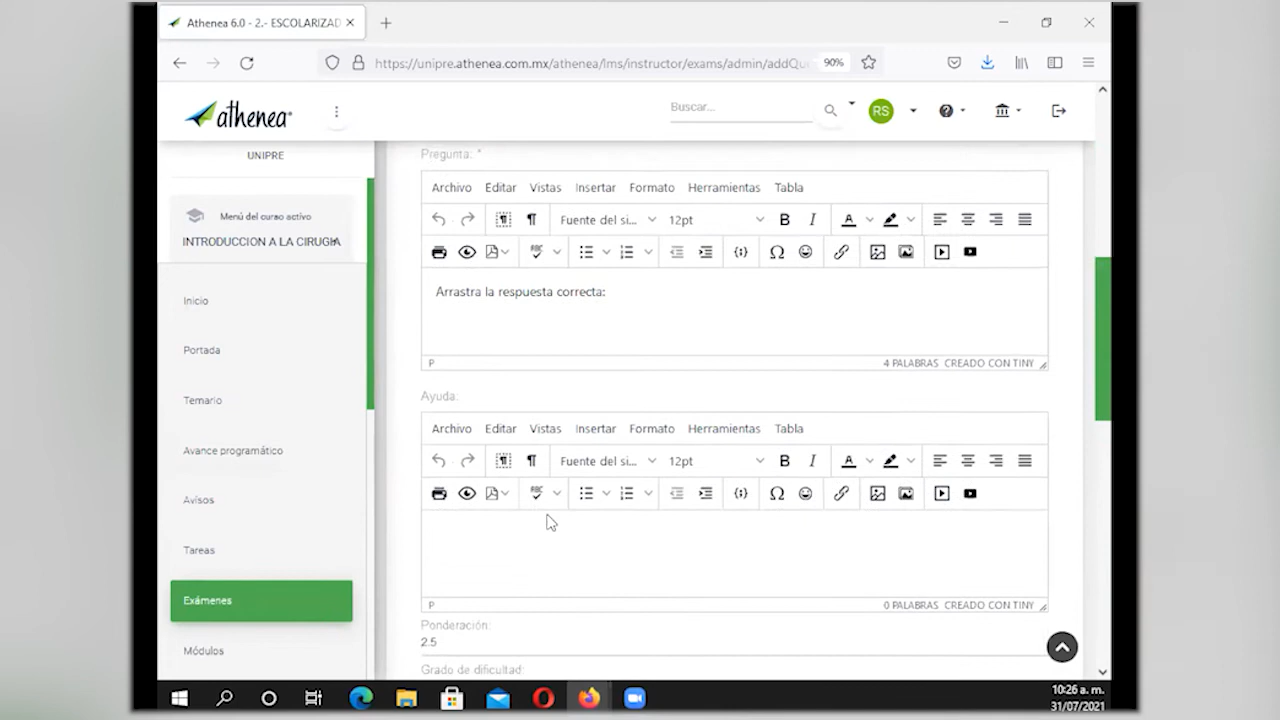 Athenea 6.0 - 2.- ESCOLARIZAD
https://unipre.athenea.com.mx/athenea/lms/instructor/exams/admin/addQu
90%
athenea
Buscar...
RS
UNIPRE
Menú del curso activo
INTRODUCCION A LA CIRUGIA
Inicio
Portada
Temario
Avance programático
Avisos
Tareas
Exámenes
Módulos
Pregunta: *
Archivo Editar Vistas Insertar Formato Herramientas Tabla
Fuente del si... 12pt B I A
ABC
Arrastra la respuesta correcta:
P 4 PALABRAS CREADO CON TINY
Ayuda:
Archivo Editar Vistas Insertar Formato Herramientas Tabla
Fuente del si... 12pt B I A
ABC
P 0 PALABRAS CREADO CON TINY
Ponderación:
2.5
Grado de dificultad:
10:26 a. m.
31/07/2021